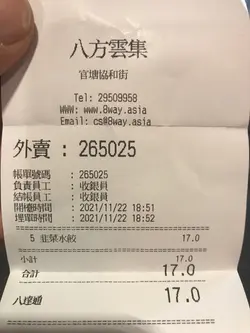 八方雲集
官塘協和街
Tel: 29509958
WWW: www.8way.asia
Email: cs@8way.asia
外賣 : 265025
帳單號碼 : 265025
負責員工 : 收銀員
結帳員工 : 收銀員
開檯時間 : 2021/11/22 18:51
埋單時間 : 2021/11/22 18:52
5 韭菜水餃 17.0
小計 17.0
合計 17.0
八達通 17.0